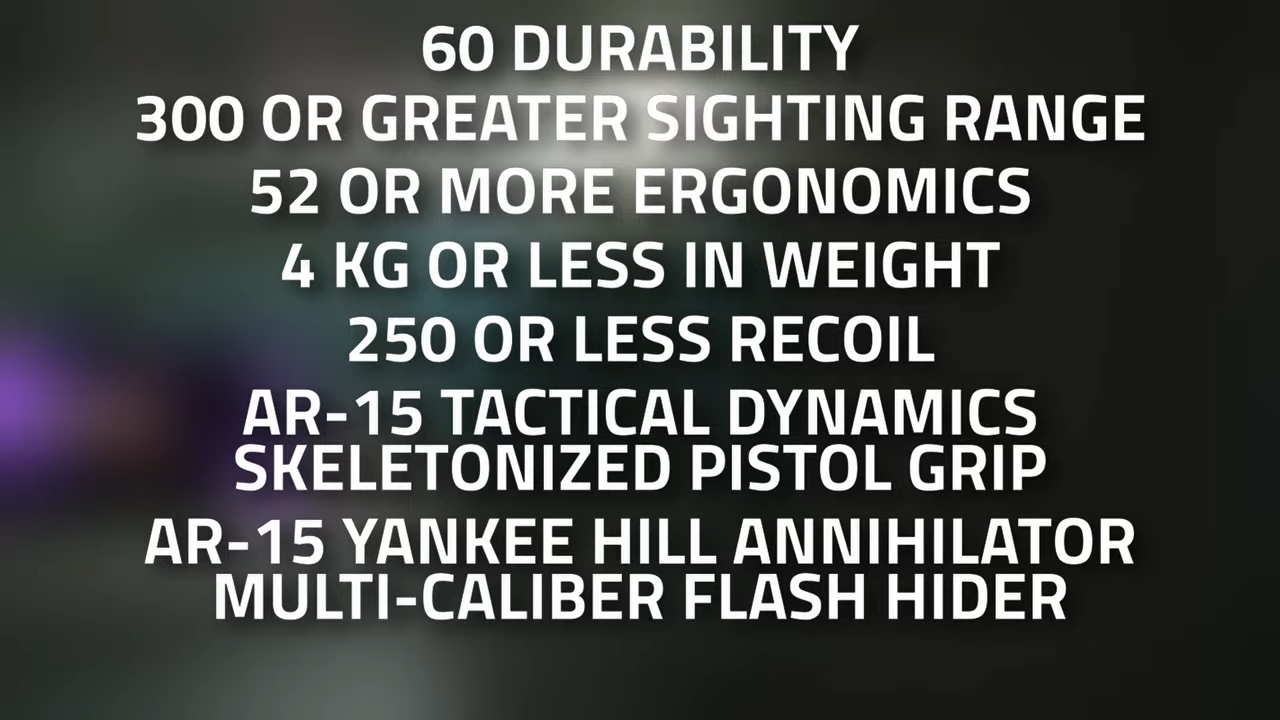 60 DURABILITY
300 OR GREATER SIGHTING RANGE
52 OR MORE ERGONOMICS
4 KG OR LESS IN WEIGHT
250 OR LESS RECOIL
AR-15 TACTICAL DYNAMICS
SKELETONIZED PISTOL GRIP
AR-15 YANKEE HILL ANNIHILATOR
MULTI-CALIBER FLASH HIDER